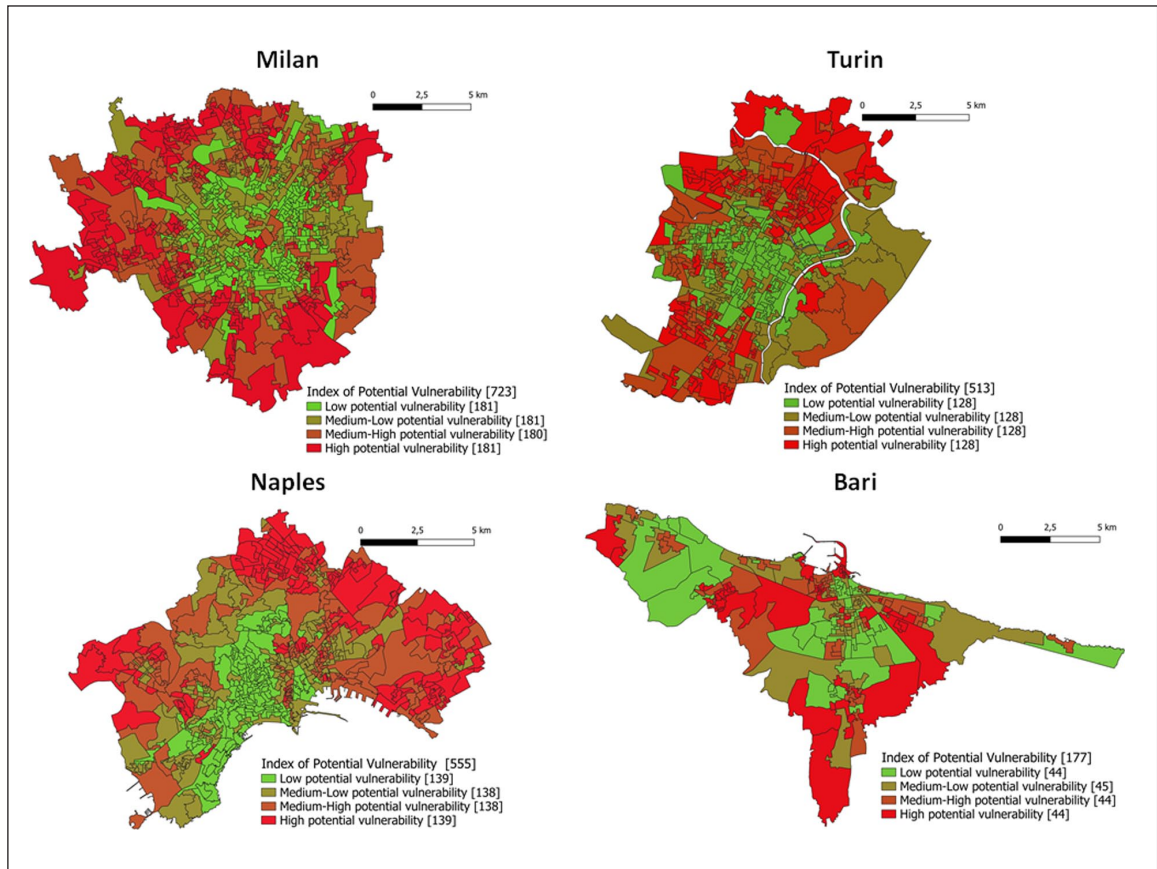 Milan
0 2,5 5 km
Index of Potential Vulnerability [723]
Low potential vulnerability [181]
Medium-Low potential vulnerability [181]
Medium-High potential vulnerability [180]
High potential vulnerability [181]
Turin
0 2,5 5 km
Index of Potential Vulnerability [513]
Low potential vulnerability [128]
Medium-Low potential vulnerability [128]
Medium-High potential vulnerability [128]
High potential vulnerability [128]
Naples
0 2,5 5 km
Index of Potential Vulnerability [555]
Low potential vulnerability [139]
Medium-Low potential vulnerability [138]
Medium-High potential vulnerability [138]
High potential vulnerability [139]
Bari
0 2,5 5 km
Index of Potential Vulnerability [177]
Low potential vulnerability [44]
Medium-Low potential vulnerability [45]
Medium-High potential vulnerability [44]
High potential vulnerability [44]